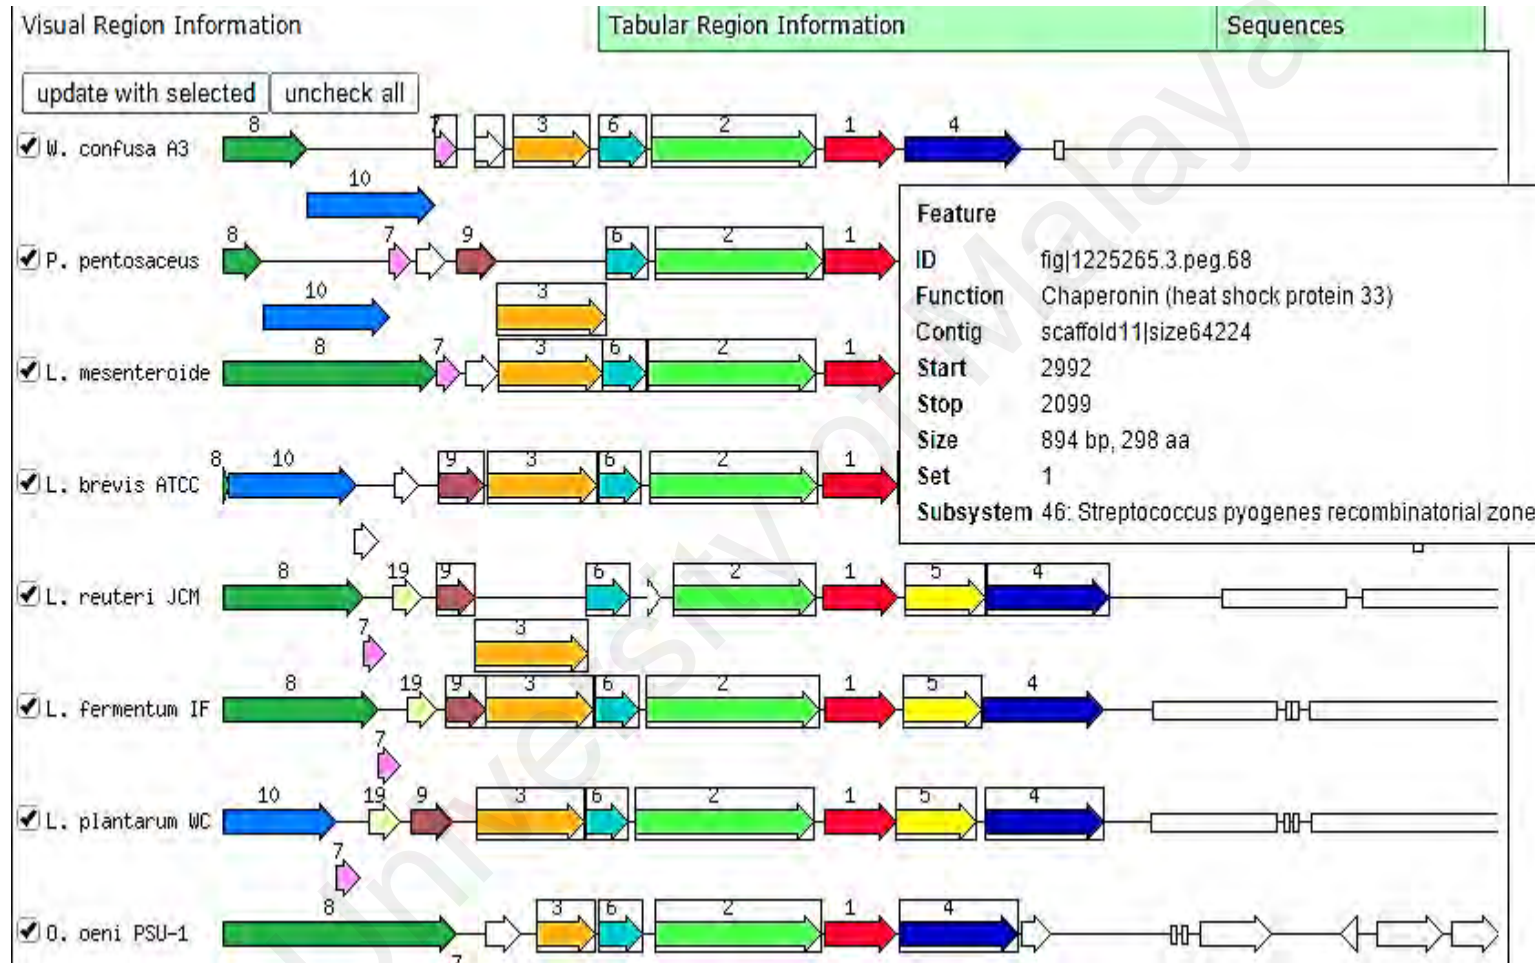 Visual Region Information Tabular Region Information Sequences
update with selected uncheck all
8 7 3 6 2 1 4
W. confusa A3
10
8 7 9 6 2 1
P. pentosaceus
10 3
8 7 3 6 2 1
L. mesenteroide
8 10 9 3 6 2 1
L. brevis ATCC
Feature
ID fig|1225265.3.peg.68
Function Chaperonin (heat shock protein 33)
Contig scaffold11|size64224
Start 2992
Stop 2099
Size 894 bp, 298 aa
Set 1
Subsystem 46: Streptococcus pyogenes recombinatorial zone
8 19 9 6 2 1 5 4
L. reuteri JCM
7 3
8 19 9 3 6 2 1 5 4
L. fermentum IF
7
10 19 9 3 6 2 1 5 4
L. plantarum WC
7
8 3 6 2 1 4
O. oeni PSU-1
7
University of Malaya